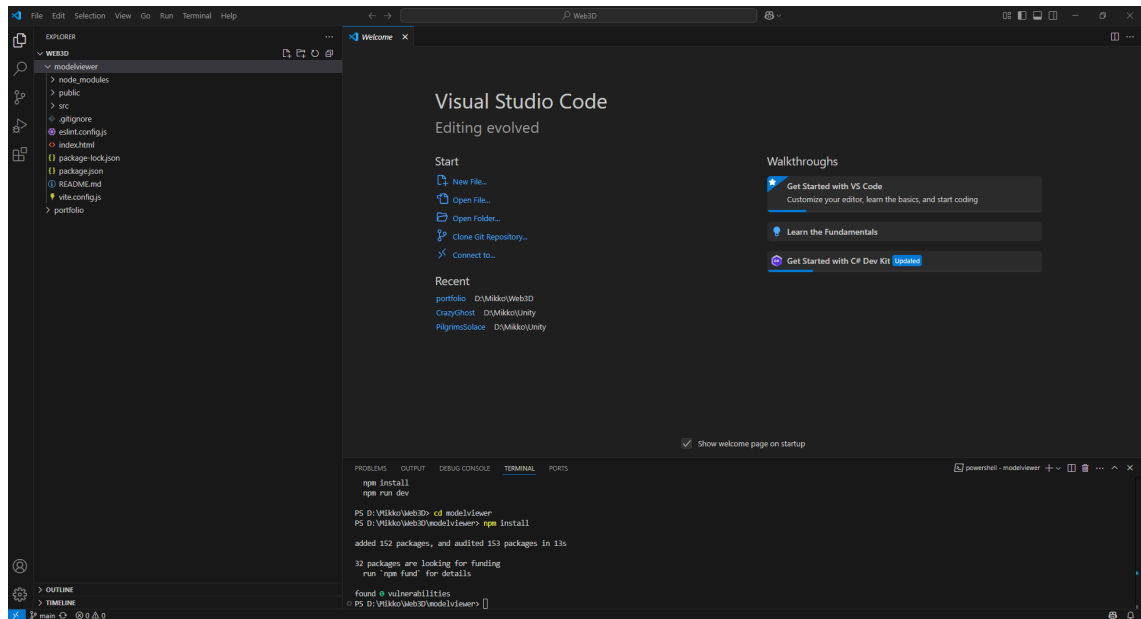 File Edit Selection View Go Run Terminal Help
Web3D
EXPLORER
WEB3D
modelviewer
node_modules
public
src
.gitignore
eslint.config.js
index.html
package-lock.json
package.json
README.md
vite.config.js
portfolio
OUTLINE
TIMELINE
Welcome
Visual Studio Code
Editing evolved
Start
New File...
Open File...
Open Folder...
Clone Git Repository...
Connect to...
Recent
portfolio D:\Mikko\Web3D
CrazyGhost D:\Mikko\Unity
PilgrimsSolace D:\Mikko\Unity
Walkthroughs
Get Started with VS Code
Customize your editor, learn the basics, and start coding
Learn the Fundamentals
Get Started with C# Dev Kit Updated
Show welcome page on startup
PROBLEMS OUTPUT DEBUG CONSOLE TERMINAL PORTS
powershell - modelviewer
npm install
npm run dev
PS D:\Mikko\Web3D> cd modelviewer
PS D:\Mikko\Web3D\modelviewer> npm install
added 152 packages, and audited 153 packages in 13s
32 packages are looking for funding
run `npm fund` for details
found 0 vulnerabilities
PS D:\Mikko\Web3D\modelviewer>
main 0 0